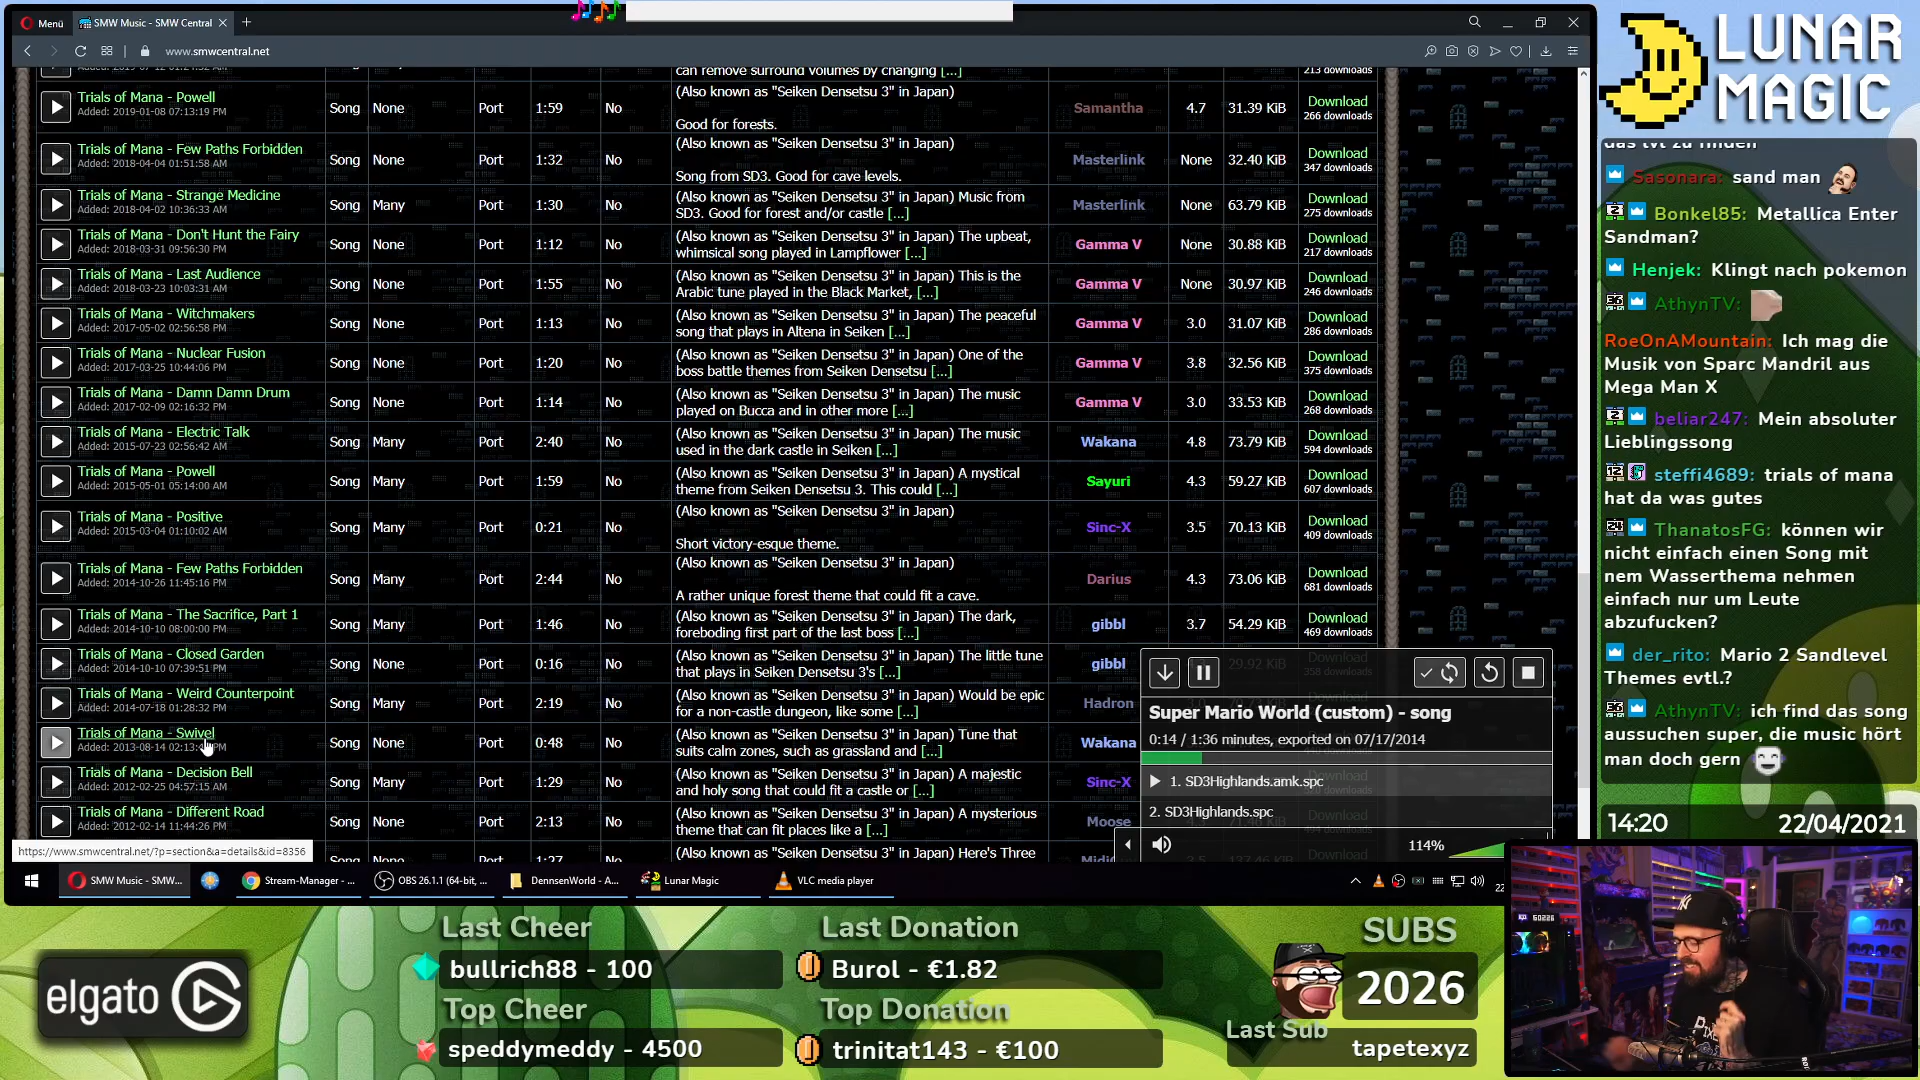 Menü
SMW Music - SMW Central
www.smwcentral.net
can remove surround volumes by changing [...]
213 downloads
Trials of Mana - Powell
Added: 2019-01-08 07:13:19 PM
Song None Port 1:59 No
(Also known as "Seiken Densetsu 3" in Japan)
Good for forests.
Samantha 4.7 31.39 KiB
Download
266 downloads
Trials of Mana - Few Paths Forbidden
Added: 2018-04-04 01:51:58 AM
Song None Port 1:32 No
(Also known as "Seiken Densetsu 3" in Japan)
Song from SD3. Good for cave levels.
Masterlink None 32.40 KiB
Download
347 downloads
Trials of Mana - Strange Medicine
Added: 2018-04-02 10:36:33 AM
Song Many Port 1:30 No
(Also known as "Seiken Densetsu 3" in Japan) Music from
SD3. Good for forest and/or castle [...]
Masterlink None 63.79 KiB
Download
275 downloads
Trials of Mana - Don't Hunt the Fairy
Added: 2018-03-31 09:56:30 PM
Song None Port 1:12 No
(Also known as "Seiken Densetsu 3" in Japan) The upbeat,
whimsical song played in Lampflower [...]
Gamma V None 30.88 KiB
Download
217 downloads
Trials of Mana - Last Audience
Added: 2018-03-23 10:03:31 AM
Song None Port 1:55 No
(Also known as "Seiken Densetsu 3" in Japan) This is the
Arabic tune played in the Black Market, [...]
Gamma V None 30.97 KiB
Download
246 downloads
Trials of Mana - Witchmakers
Added: 2017-05-02 02:56:58 PM
Song None Port 1:13 No
(Also known as "Seiken Densetsu 3" in Japan) The peaceful
song that plays in Altena in Seiken [...]
Gamma V 3.0 31.07 KiB
Download
286 downloads
Trials of Mana - Nuclear Fusion
Added: 2017-03-25 10:44:06 PM
Song None Port 1:20 No
(Also known as "Seiken Densetsu 3" in Japan) One of the
boss battle themes from Seiken Densetsu [...]
Gamma V 3.8 32.56 KiB
Download
375 downloads
Trials of Mana - Damn Damn Drum
Added: 2017-02-09 02:16:32 PM
Song None Port 1:14 No
(Also known as "Seiken Densetsu 3" in Japan) The music
played on Bucca and in other more [...]
Gamma V 3.0 33.53 KiB
Download
268 downloads
Trials of Mana - Electric Talk
Added: 2015-07-23 02:56:42 AM
Song Many Port 2:40 No
(Also known as "Seiken Densetsu 3" in Japan) The music
used in the dark castle in Seiken [...]
Wakana 4.8 73.79 KiB
Download
594 downloads
Trials of Mana - Powell
Added: 2015-05-01 05:14:00 AM
Song Many Port 1:59 No
(Also known as "Seiken Densetsu 3" in Japan) A mystical
theme from Seiken Densetsu 3. This could [...]
Sayuri 4.3 59.27 KiB
Download
607 downloads
Trials of Mana - Positive
Added: 2015-03-04 01:10:02 AM
Song Many Port 0:21 No
(Also known as "Seiken Densetsu 3" in Japan)
Short victory-esque theme.
Sinc-X 3.5 70.13 KiB
Download
409 downloads
Trials of Mana - Few Paths Forbidden
Added: 2014-10-26 11:45:16 PM
Song Many Port 2:44 No
(Also known as "Seiken Densetsu 3" in Japan)
A rather unique forest theme that could fit a cave.
Darius 4.3 73.06 KiB
Download
681 downloads
Trials of Mana - The Sacrifice, Part 1
Added: 2014-10-10 08:00:00 PM
Song Many Port 1:46 No
(Also known as "Seiken Densetsu 3" in Japan) The dark,
foreboding first part of the last boss [...]
gibbl 3.7 54.29 KiB
Download
469 downloads
Trials of Mana - Closed Garden
Added: 2014-10-10 07:39:51 PM
Song None Port 0:16 No
(Also known as "Seiken Densetsu 3" in Japan) The little tune
that plays in Seiken Densetsu 3's [...]
gibbl 29.92 KiB
Trials of Mana - Weird Counterpoint
Added: 2014-07-18 01:28:32 PM
Song Many Port 2:19 No
(Also known as "Seiken Densetsu 3" in Japan) Would be epic
for a non-castle dungeon, like some [...]
Hadron
Trials of Mana - Swivel
Added: 2013-08-14 02:13: PM
Song None Port 0:48 No
(Also known as "Seiken Densetsu 3" in Japan) Tune that
suits calm zones, such as grassland and [...]
Wakana
Trials of Mana - Decision Bell
Added: 2012-02-25 04:57:15 AM
Song Many Port 1:29 No
(Also known as "Seiken Densetsu 3" in Japan) A majestic
and holy song that could fit a castle or [...]
Sinc-X
Trials of Mana - Different Road
Added: 2012-02-14 11:44:26 PM
Song None Port 2:13 No
(Also known as "Seiken Densetsu 3" in Japan) A mysterious
theme that can fit places like a [...]
Moose
None 1:27
(Also known as "Seiken Densetsu 3" in Japan) Here's Three
https://www.smwcentral.net/?p=section&a=details&id=8356
Super Mario World (custom) - song
0:14 / 1:36 minutes, exported on 07/17/2014
1. SD3Highlands.amk.spc
2. SD3Highlands.spc
114%
SMW Music - SMW...
Stream-Manager - ...
OBS 26.1.1 (64-bit, ...
DennsenWorld - A...
Lunar Magic
VLC media player
LUNAR
MAGIC
das lvl zu finden
Sasonara: sand man
Bonkel85: Metallica Enter
Sandman?
Henjek: Klingt nach pokemon
AthynTV:
RoeOnAMountain: Ich mag die
Musik von Sparc Mandril aus
Mega Man X
beliar247: Mein absoluter
Lieblingssong
steffi4689: trials of mana
hat da was gutes
ThanatosFG: können wir
nicht einfach einen Song mit
nem Wasserthema nehmen
einfach nur um Leute
abzufucken?
der_rito: Mario 2 Sandlevel
Themes evtl.?
AthynTV: ich find das song
aussuchen super, die music hört
man doch gern
14:20 22/04/2021
elgato
Last Cheer
bullrich88 - 100
Top Cheer
speddymeddy - 4500
Last Donation
Burol - €1.82
Top Donation
trinitat143 - €100
SUBS
2026
Last Sub
tapetexyz